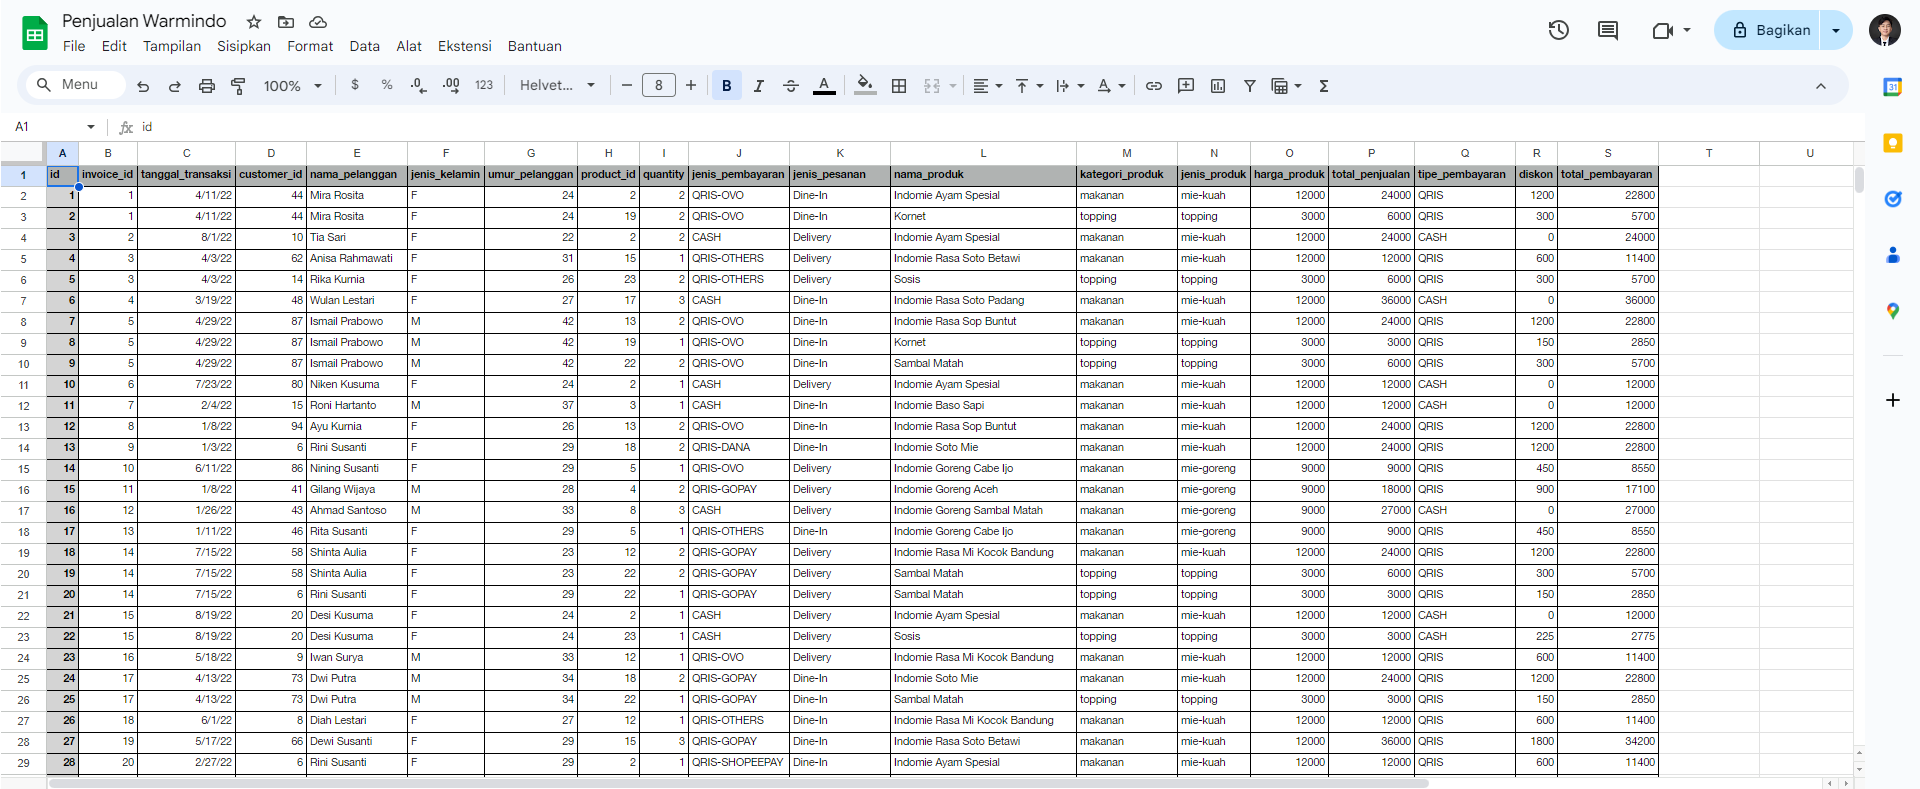 Penjualan Warmindo
File Edit Tampilan Sisipkan Format Data Alat Ekstensi Bantuan
Bagikan
Menu 100% $ % .0 .00 123 Helvet... 8 B I A
31
A1 fx id
A B C D E F G H I J K L M N O P Q R S T U
1 id invoice_id tanggal_transaksi customer_id nama_pelanggan jenis_kelamin umur_pelanggan product_id quantity jenis_pembayaran jenis_pesanan nama_produk kategori_produk jenis_produk harga_produk total_penjualan tipe_pembayaran diskon total_pembayaran
2 1 1 4/11/22 44 Mira Rosita F 24 2 2 QRIS-OVO Dine-In Indomie Ayam Spesial makanan mie-kuah 12000 24000 QRIS 1200 22800
3 2 1 4/11/22 44 Mira Rosita F 24 19 2 QRIS-OVO Dine-In Kornet topping topping 3000 6000 QRIS 300 5700
4 3 2 8/1/22 10 Tia Sari F 22 2 2 CASH Delivery Indomie Ayam Spesial makanan mie-kuah 12000 24000 CASH 0 24000
5 4 3 4/3/22 62 Anisa Rahmawati F 31 15 1 QRIS-OTHERS Delivery Indomie Rasa Soto Betawi makanan mie-kuah 12000 12000 QRIS 600 11400
6 5 3 4/3/22 14 Rika Kurnia F 26 23 2 QRIS-OTHERS Delivery Sosis topping topping 3000 6000 QRIS 300 5700
7 6 4 3/19/22 48 Wulan Lestari F 27 17 3 CASH Dine-In Indomie Rasa Soto Padang makanan mie-kuah 12000 36000 CASH 0 36000
8 7 5 4/29/22 87 Ismail Prabowo M 42 13 2 QRIS-OVO Dine-In Indomie Rasa Sop Buntut makanan mie-kuah 12000 24000 QRIS 1200 22800
9 8 5 4/29/22 87 Ismail Prabowo M 42 19 1 QRIS-OVO Dine-In Kornet topping topping 3000 3000 QRIS 150 2850
10 9 5 4/29/22 87 Ismail Prabowo M 42 22 2 QRIS-OVO Dine-In Sambal Matah topping topping 3000 6000 QRIS 300 5700
11 10 6 7/23/22 80 Niken Kusuma F 24 2 1 CASH Delivery Indomie Ayam Spesial makanan mie-kuah 12000 12000 CASH 0 12000
12 11 7 2/4/22 15 Roni Hartanto M 37 3 1 CASH Dine-In Indomie Baso Sapi makanan mie-kuah 12000 12000 CASH 0 12000
13 12 8 1/8/22 94 Ayu Kurnia F 26 13 2 QRIS-OVO Dine-In Indomie Rasa Sop Buntut makanan mie-kuah 12000 24000 QRIS 1200 22800
14 13 9 1/3/22 6 Rini Susanti F 29 18 2 QRIS-DANA Dine-In Indomie Soto Mie makanan mie-kuah 12000 24000 QRIS 1200 22800
15 14 10 6/11/22 86 Nining Susanti F 29 5 1 QRIS-OVO Delivery Indomie Goreng Cabe Ijo makanan mie-goreng 9000 9000 QRIS 450 8550
16 15 11 1/8/22 41 Gilang Wijaya M 28 4 2 QRIS-GOPAY Delivery Indomie Goreng Aceh makanan mie-goreng 9000 18000 QRIS 900 17100
17 16 12 1/26/22 43 Ahmad Santoso M 33 8 3 CASH Delivery Indomie Goreng Sambal Matah makanan mie-goreng 9000 27000 CASH 0 27000
18 17 13 1/11/22 46 Rita Susanti F 29 5 1 QRIS-OTHERS Dine-In Indomie Goreng Cabe Ijo makanan mie-goreng 9000 9000 QRIS 450 8550
19 18 14 7/15/22 58 Shinta Aulia F 23 12 2 QRIS-GOPAY Delivery Indomie Rasa Mi Kocok Bandung makanan mie-kuah 12000 24000 QRIS 1200 22800
20 19 14 7/15/22 58 Shinta Aulia F 23 22 2 QRIS-GOPAY Delivery Sambal Matah topping topping 3000 6000 QRIS 300 5700
21 20 14 7/15/22 6 Rini Susanti F 29 22 1 QRIS-GOPAY Delivery Sambal Matah topping topping 3000 3000 QRIS 150 2850
22 21 15 8/19/22 20 Desi Kusuma F 24 2 1 CASH Delivery Indomie Ayam Spesial makanan mie-kuah 12000 12000 CASH 0 12000
23 22 15 8/19/22 20 Desi Kusuma F 24 23 1 CASH Delivery Sosis topping topping 3000 3000 CASH 225 2775
24 23 16 5/18/22 9 Iwan Surya M 33 12 1 QRIS-OVO Delivery Indomie Rasa Mi Kocok Bandung makanan mie-kuah 12000 12000 QRIS 600 11400
25 24 17 4/13/22 73 Dwi Putra M 34 18 2 QRIS-GOPAY Delivery Indomie Soto Mie makanan mie-kuah 12000 24000 QRIS 1200 22800
26 25 17 4/13/22 73 Dwi Putra M 34 22 1 QRIS-GOPAY Delivery Sambal Matah topping topping 3000 3000 QRIS 150 2850
27 26 18 6/1/22 8 Diah Lestari F 27 12 1 QRIS-OTHERS Dine-In Indomie Rasa Mi Kocok Bandung makanan mie-kuah 12000 12000 QRIS 600 11400
28 27 19 5/17/22 66 Dewi Susanti F 29 15 3 QRIS-GOPAY Dine-In Indomie Rasa Soto Betawi makanan mie-kuah 12000 36000 QRIS 1800 34200
29 28 20 2/27/22 6 Rini Susanti F 29 2 1 QRIS-SHOPEEPAY Dine-In Indomie Ayam Spesial makanan mie-kuah 12000 12000 QRIS 600 11400